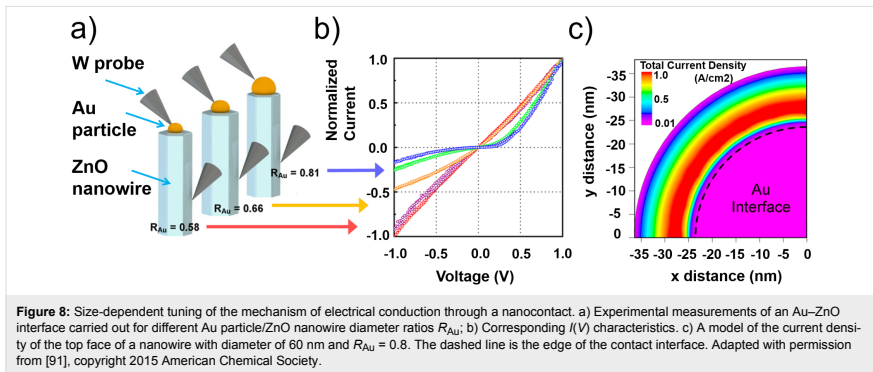 a)
W probe
Au
particle
ZnO
nanowire
R_Au = 0.81
R_Au = 0.66
R_Au = 0.58
b)
Normalized
Current
1.0
0.5
0.0
-0.5
-1.0
-1.0 -0.5 0.0 0.5 1.0
Voltage (V)
c)
Total Current Density
(A/cm2)
1.0
0.01
y distance (nm)
-35
-30
-25
-20
-15
-10
-5
0
Au
Interface
-35 -30 -25 -20 -15 -10 -5 0
x distance (nm)
Figure 8: Size-dependent tuning of the mechanism of electrical conduction through a nanocontact. a) Experimental measurements of an Au–ZnO
interface carried out for different Au particle/ZnO nanowire diameter ratios R_Au; b) Corresponding I(V) characteristics. c) A model of the current densi-
ty of the top face of a nanowire with diameter of 60 nm and R_Au = 0.8. The dashed line is the edge of the contact interface. Adapted with permission
from [91], copyright 2015 American Chemical Society.